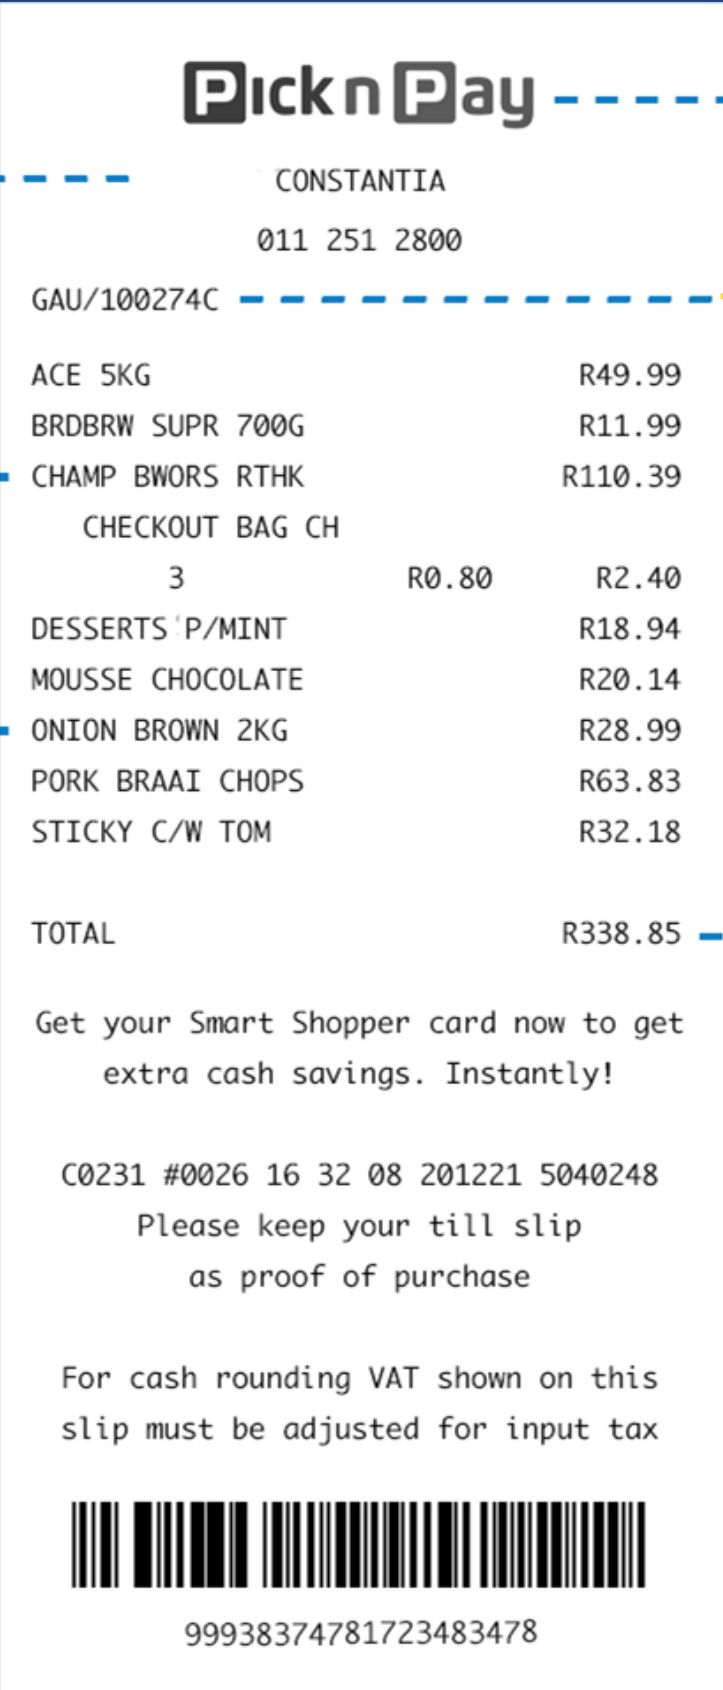 Pick n Pay
CONSTANTIA
011 251 2800
GAU/100274C
ACE 5KG R49.99
BRDBRW SUPR 700G R11.99
CHAMP BWORS RTHK R110.39
CHECKOUT BAG CH
3 R0.80 R2.40
DESSERTS P/MINT R18.94
MOUSSE CHOCOLATE R20.14
ONION BROWN 2KG R28.99
PORK BRAAI CHOPS R63.83
STICKY C/W TOM R32.18
TOTAL R338.85
Get your Smart Shopper card now to get
extra cash savings. Instantly!
C0231 #0026 16 32 08 201221 5040248
Please keep your till slip
as proof of purchase
For cash rounding VAT shown on this
slip must be adjusted for input tax
99938374781723483478